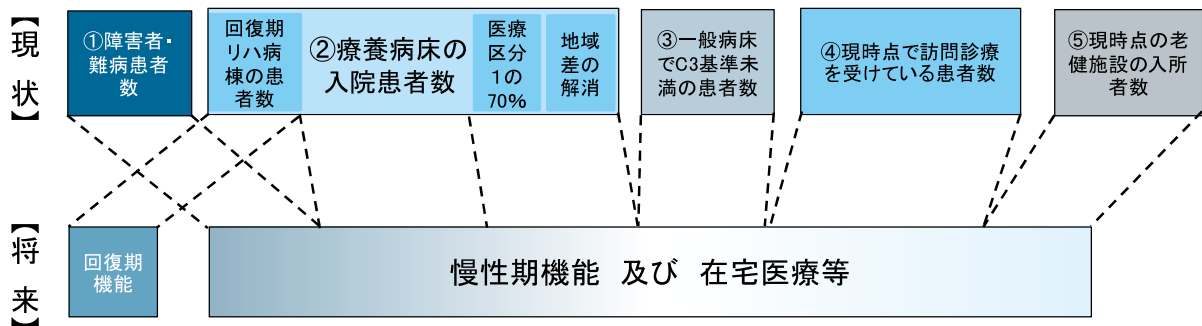 【現状】
①障害者・
難病患者
数
回復期
リハ病
棟の患
者数
②療養病床の
入院患者数
医療
区分
1の
70%
地域
差の
解消
③一般病床
でC3基準未
満の患者数
④現時点で訪問診療
を受けている患者数
⑤現時点の老
健施設の入所
者数
【将来】
回復期
機能
慢性期機能 及び 在宅医療等